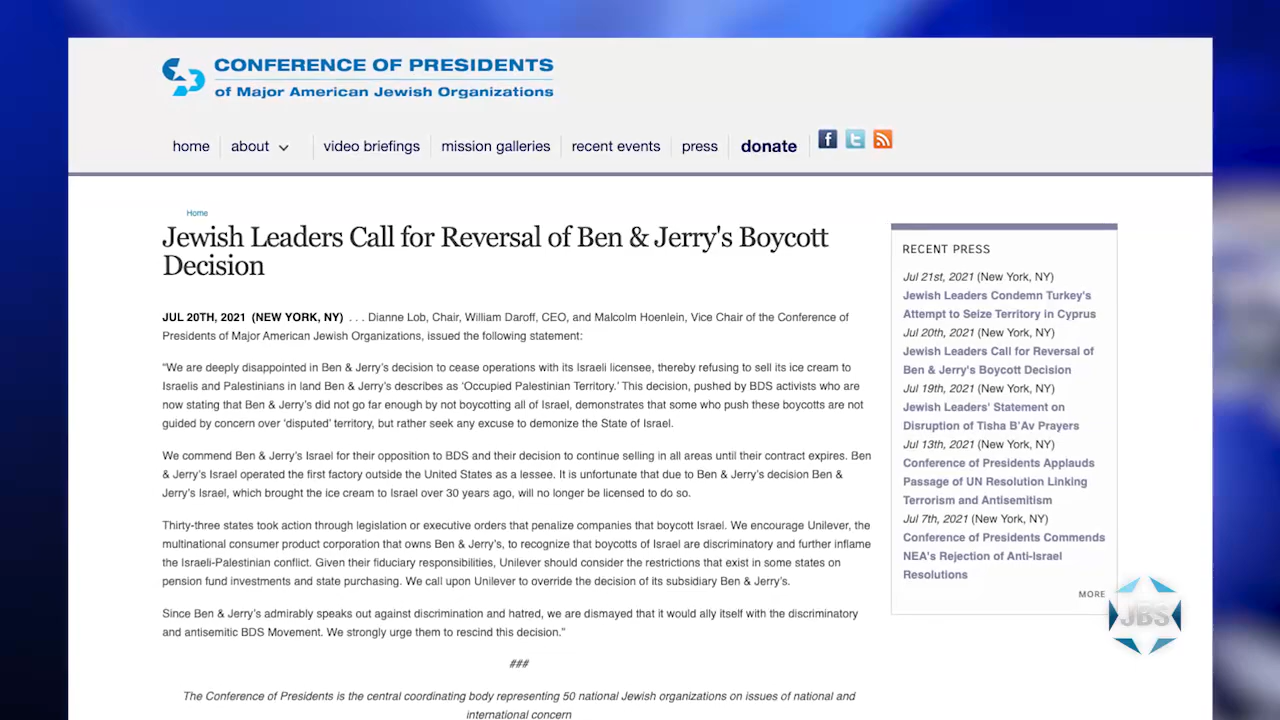 CONFERENCE OF PRESIDENTS
of Major American Jewish Organizations
home about video briefings mission galleries recent events press donate
Home
Jewish Leaders Call for Reversal of Ben & Jerry's Boycott
Decision
JUL 20TH, 2021 (NEW YORK, NY) . . . Dianne Lob, Chair, William Daroff, CEO, and Malcolm Hoenlein, Vice Chair of the Conference of
Presidents of Major American Jewish Organizations, issued the following statement:
“We are deeply disappointed in Ben & Jerry’s decision to cease operations with its Israeli licensee, thereby refusing to sell its ice cream to
Israelis and Palestinians in land Ben & Jerry’s describes as ‘Occupied Palestinian Territory.’ This decision, pushed by BDS activists who are
now stating that Ben & Jerry’s did not go far enough by not boycotting all of Israel, demonstrates that some who push these boycotts are not
guided by concern over ‘disputed’ territory, but rather seek any excuse to demonize the State of Israel.
We commend Ben & Jerry’s Israel for their opposition to BDS and their decision to continue selling in all areas until their contract expires. Ben
& Jerry’s Israel operated the first factory outside the United States as a lessee. It is unfortunate that due to Ben & Jerry’s decision Ben &
Jerry’s Israel, which brought the ice cream to Israel over 30 years ago, will no longer be licensed to do so.
Thirty-three states took action through legislation or executive orders that penalize companies that boycott Israel. We encourage Unilever, the
multinational consumer product corporation that owns Ben & Jerry’s, to recognize that boycotts of Israel are discriminatory and further inflame
the Israeli-Palestinian conflict. Given their fiduciary responsibilities, Unilever should consider the restrictions that exist in some states on
pension fund investments and state purchasing. We call upon Unilever to override the decision of its subsidiary Ben & Jerry’s.
Since Ben & Jerry’s admirably speaks out against discrimination and hatred, we are dismayed that it would ally itself with the discriminatory
and antisemitic BDS Movement. We strongly urge them to rescind this decision.”
###
The Conference of Presidents is the central coordinating body representing 50 national Jewish organizations on issues of national and
international concern
RECENT PRESS
Jul 21st, 2021 (New York, NY)
Jewish Leaders Condemn Turkey's
Attempt to Seize Territory in Cyprus
Jul 20th, 2021 (New York, NY)
Jewish Leaders Call for Reversal of
Ben & Jerry's Boycott Decision
Jul 19th, 2021 (New York, NY)
Jewish Leaders' Statement on
Disruption of Tisha B'Av Prayers
Jul 13th, 2021 (New York, NY)
Conference of Presidents Applauds
Passage of UN Resolution Linking
Terrorism and Antisemitism
Jul 7th, 2021 (New York, NY)
Conference of Presidents Commends
NEA's Rejection of Anti-Israel
Resolutions
MORE
JBS